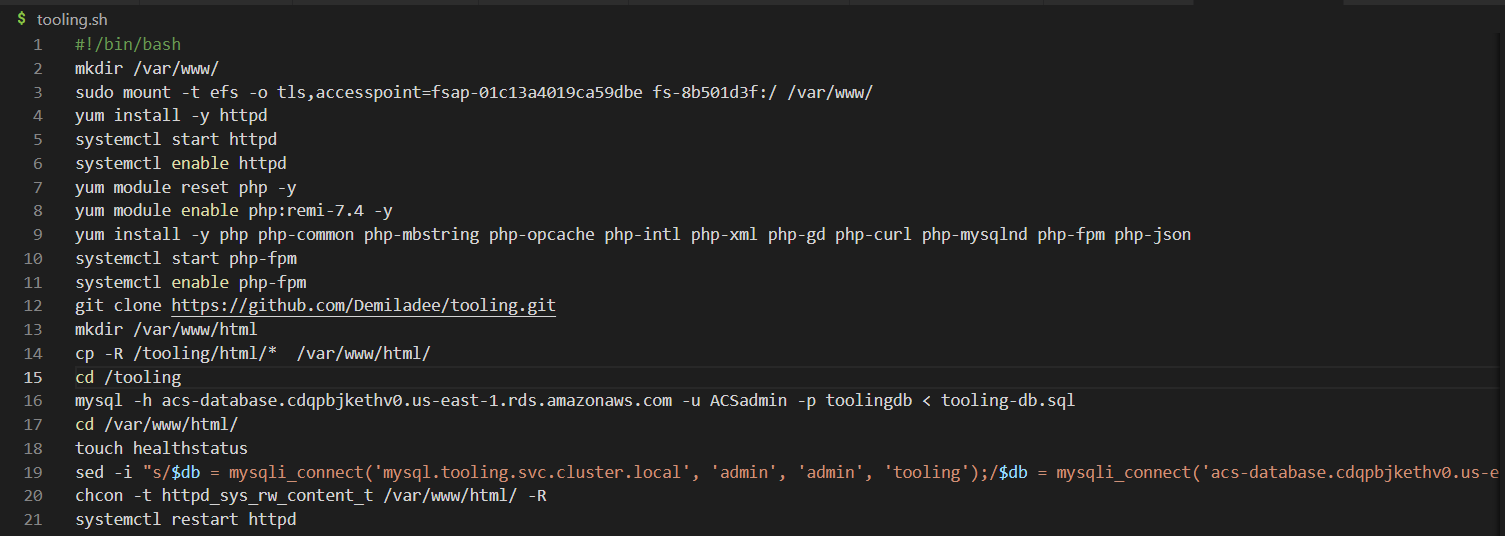 $ tooling.sh
1 #!/bin/bash
2 mkdir /var/www/
3 sudo mount -t efs -o tls,accesspoint=fsap-01c13a4019ca59dbe fs-8b501d3f:/ /var/www/
4 yum install -y httpd
5 systemctl start httpd
6 systemctl enable httpd
7 yum module reset php -y
8 yum module enable php:remi-7.4 -y
9 yum install -y php php-common php-mbstring php-opcache php-intl php-xml php-gd php-curl php-mysqlnd php-fpm php-json
10 systemctl start php-fpm
11 systemctl enable php-fpm
12 git clone https://github.com/Demiladee/tooling.git
13 mkdir /var/www/html
14 cp -R /tooling/html/*  /var/www/html/
15 cd /tooling
16 mysql -h acs-database.cdqpbjkethv0.us-east-1.rds.amazonaws.com -u ACSadmin -p toolingdb < tooling-db.sql
17 cd /var/www/html/
18 touch healthstatus
19 sed -i "s/$db = mysqli_connect('mysql.tooling.svc.cluster.local', 'admin', 'admin', 'tooling');/$db = mysqli_connect('acs-database.cdqpbjkethv0.us-e
20 chcon -t httpd_sys_rw_content_t /var/www/html/ -R
21 systemctl restart httpd